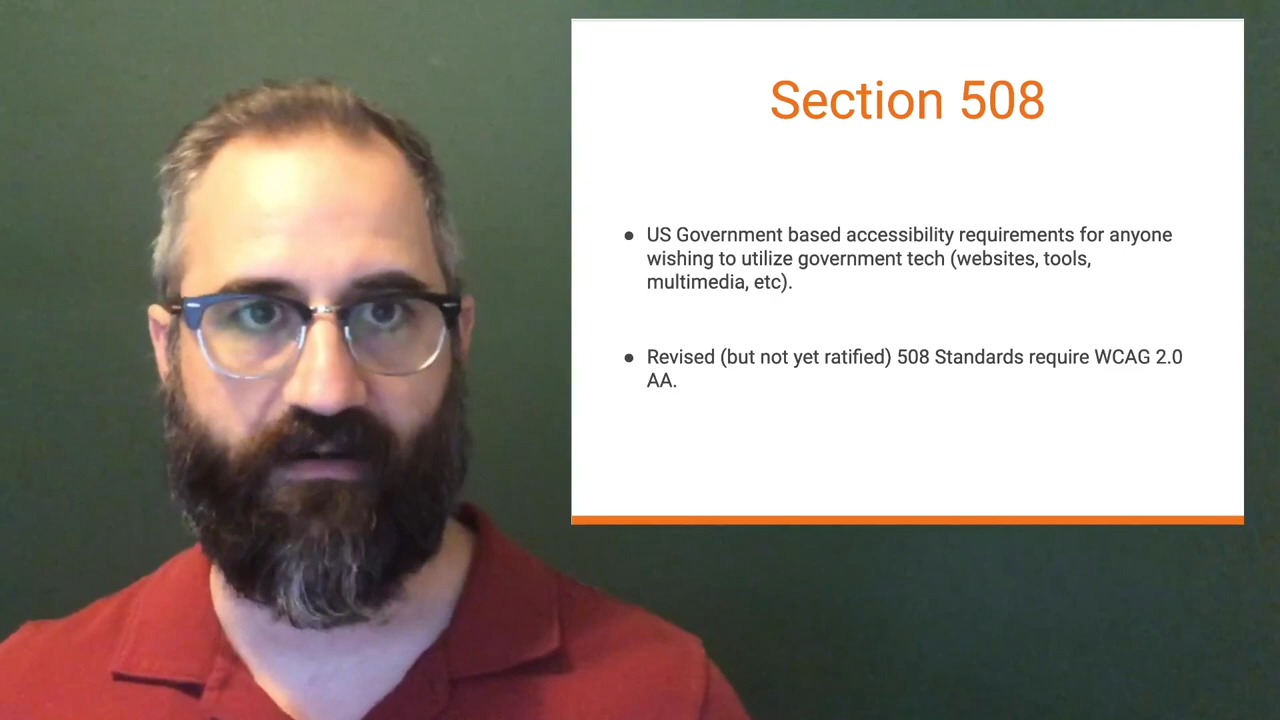 Section 508
● US Government based accessibility requirements for anyone
wishing to utilize government tech (websites, tools,
multimedia, etc).
● Revised (but not yet ratified) 508 Standards require WCAG 2.0
AA.